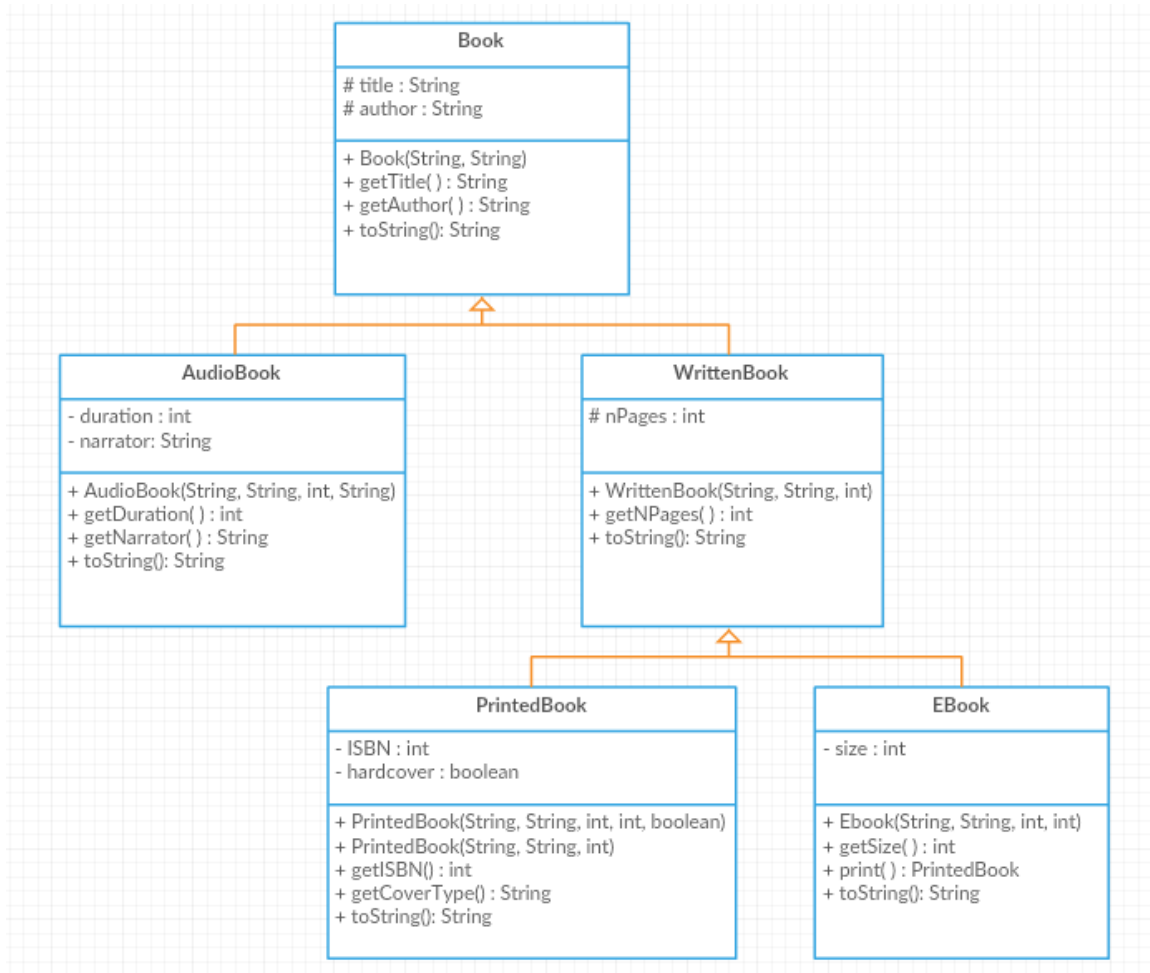 Book
# title : String
# author : String
+ Book(String, String)
+ getTitle( ) : String
+ getAuthor( ) : String
+ toString(): String
AudioBook
- duration : int
- narrator: String
+ AudioBook(String, String, int, String)
+ getDuration( ) : int
+ getNarrator( ) : String
+ toString(): String
WrittenBook
# nPages : int
+ WrittenBook(String, String, int)
+ getNPages( ) : int
+ toString(): String
PrintedBook
- ISBN : int
- hardcover : boolean
+ PrintedBook(String, String, int, int, boolean)
+ PrintedBook(String, String, int)
+ getISBN() : int
+ getCoverType() : String
+ toString(): String
EBook
- size : int
+ Ebook(String, String, int, int)
+ getSize( ) : int
+ print( ) : PrintedBook
+ toString(): String